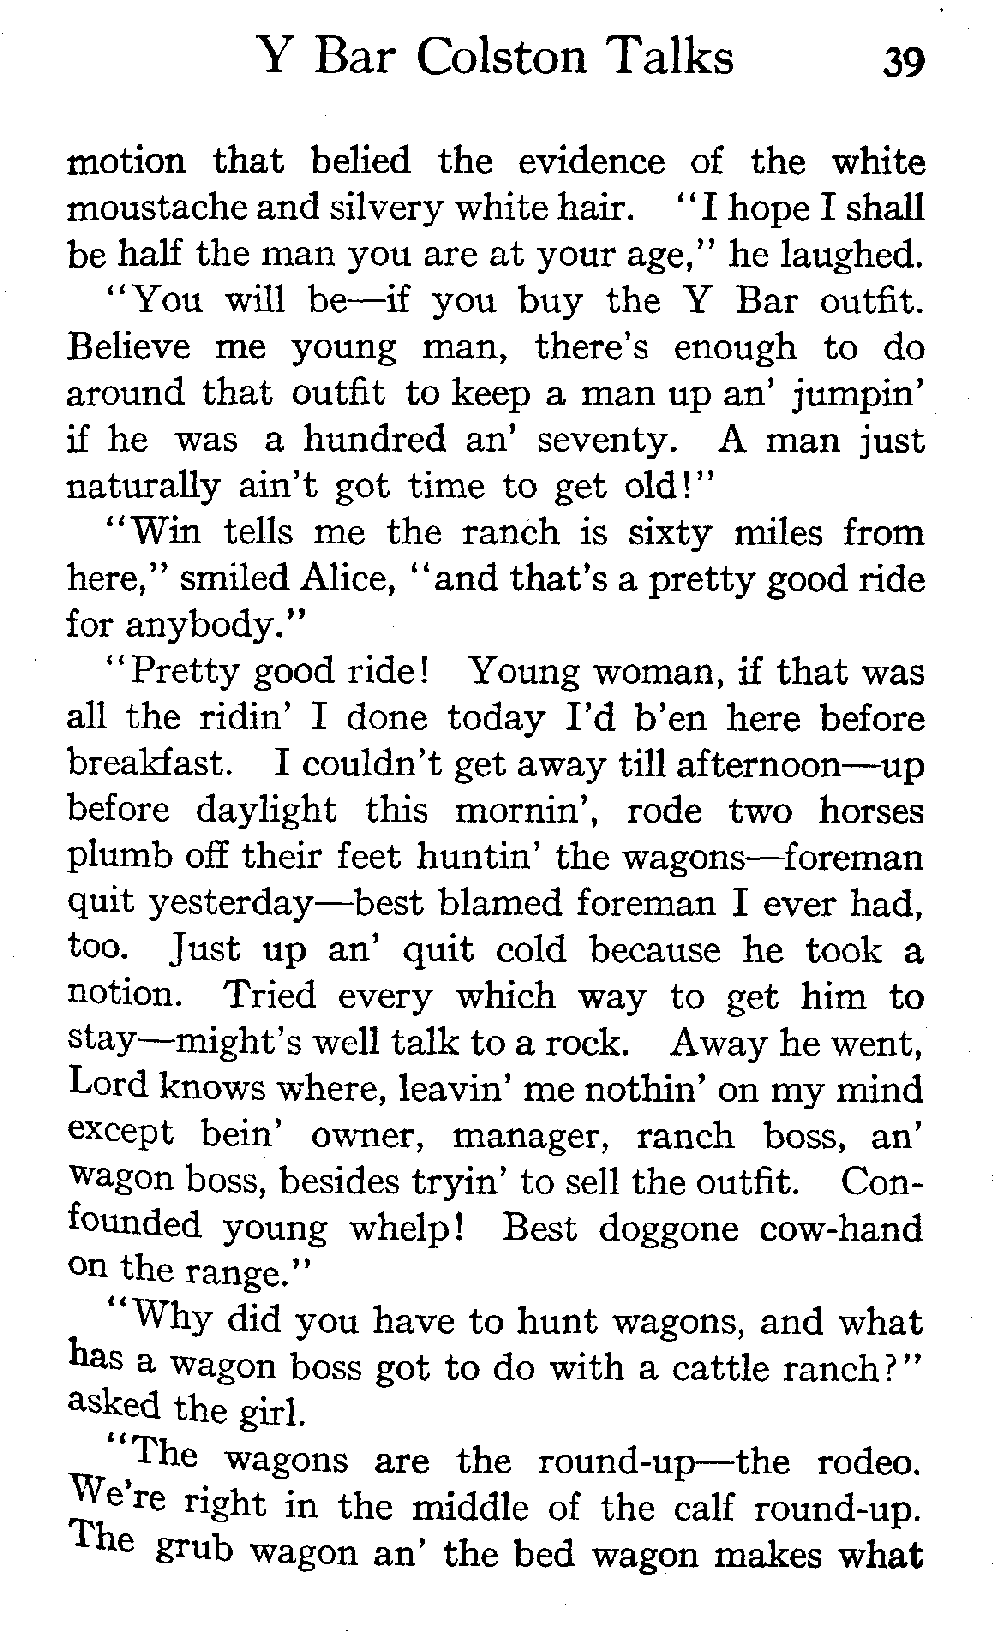 Y Bar Colston Talks 39
motion that belied the evidence of the white
moustache and silvery white hair. "I hope I shall
be half the man you are at your age," he laughed.
"You will be—if you buy the Y Bar outfit.
Believe me young man, there's enough to do
around that outfit to keep a man up an' jumpin'
if he was a hundred an' seventy. A man just
naturally ain't got time to get old!"
"Win tells me the ranch is sixty miles from
here," smiled Alice, "and that's a pretty good ride
for anybody."
"Pretty good ride! Young woman, if that was
all the ridin' I done today I'd b'en here before
breakfast. I couldn't get away till afternoon—up
before daylight this mornin', rode two horses
plumb off their feet huntin' the wagons—foreman
quit yesterday—best blamed foreman I ever had,
too. Just up an' quit cold because he took a
notion. Tried every which way to get him to
stay—might's well talk to a rock. Away he went,
Lord knows where, leavin' me nothin' on my mind
except bein' owner, manager, ranch boss, an'
wagon boss, besides tryin' to sell the outfit. Con-
founded young whelp! Best doggone cow-hand
on the range."
"Why did you have to hunt wagons, and what
has a wagon boss got to do with a cattle ranch?"
asked the girl.
"The wagons are the round-up—the rodeo.
We're right in the middle of the calf round-up.
The grub wagon an' the bed wagon makes what